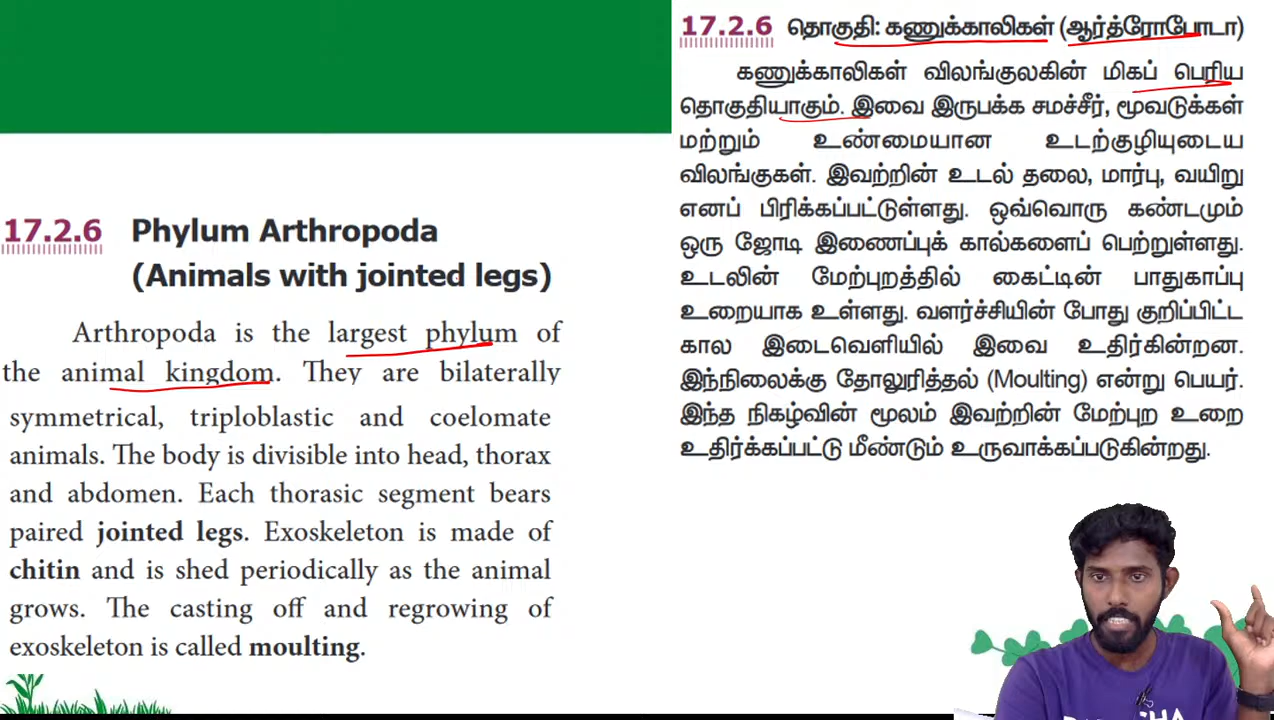 17.2.6 Phylum Arthropoda
(Animals with jointed legs)
Arthropoda is the largest phylum of
the animal kingdom. They are bilaterally
symmetrical, triploblastic and coelomate
animals. The body is divisible into head, thorax
and abdomen. Each thorasic segment bears
paired jointed legs. Exoskeleton is made of
chitin and is shed periodically as the animal
grows. The casting off and regrowing of
exoskeleton is called moulting.
17.2.6 தொகுதி: கணுக்காலிகள் (ஆர்த்ரோபோடா)
கணுக்காலிகள் விலங்குலகின் மிகப் பெரிய
தொகுதியாகும். இவை இருபக்க சமச்சீர், மூவடுக்கள்
மற்றும் உண்மையான உடற்குழியுடைய
விலங்குகள். இவற்றின் உடல் தலை, மார்பு, வயிறு
எனப் பிரிக்கப்பட்டுள்ளது. ஒவ்வொரு கண்டமும்
ஒரு ஜோடி இணைப்புக் கால்களைப் பெற்றுள்ளது.
உடலின் மேற்புறத்தில் கைட்டின் பாதுகாப்பு
உறையாக உள்ளது. வளர்ச்சியின் போது குறிப்பிட்ட
கால இடைவெளியில் இவை உதிர்கின்றன.
இந்நிலைக்கு தோலுரித்தல் (Moulting) என்று பெயர்.
இந்த நிகழ்வின் மூலம் இவற்றின் மேற்புற உறை
உதிர்க்கப்பட்டு மீண்டும் உருவாக்கப்படுகின்றது.